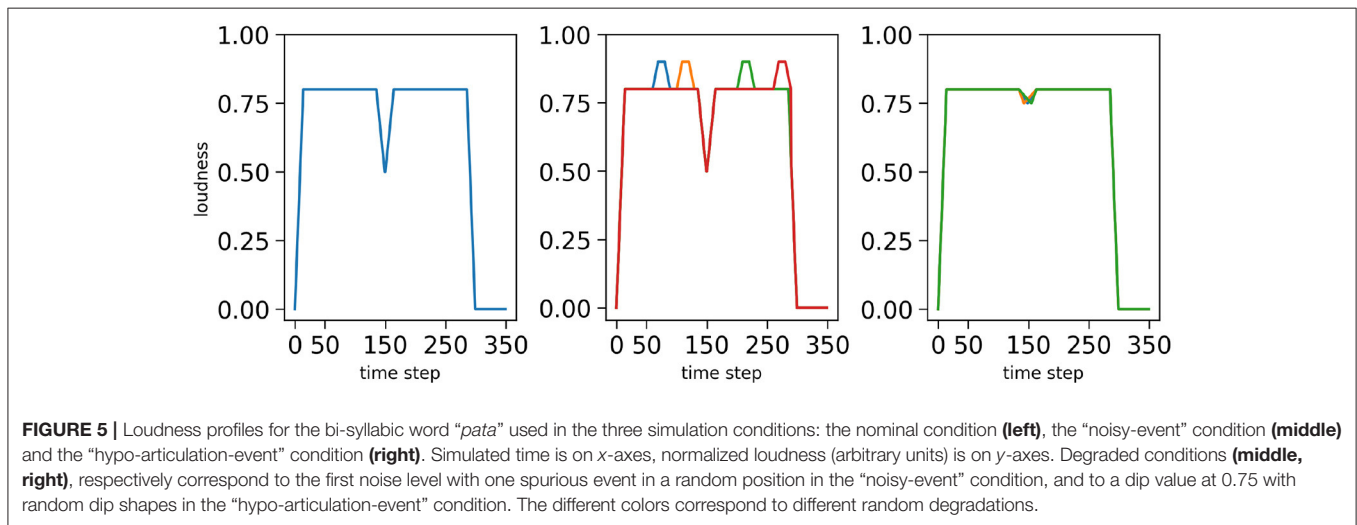 1.00
0.75
0.50
0.25
0.00
loudness
0 50 150 250 350
time step
1.00
0.75
0.50
0.25
0.00
0 50 150 250 350
time step
1.00
0.75
0.50
0.25
0.00
0 50 150 250 350
time step
FIGURE 5 | Loudness profiles for the bi-syllabic word “pata” used in the three simulation conditions: the nominal condition (left), the “noisy-event” condition (middle)
and the “hypo-articulation-event” condition (right). Simulated time is on x-axes, normalized loudness (arbitrary units) is on y-axes. Degraded conditions (middle,
right), respectively correspond to the first noise level with one spurious event in a random position in the “noisy-event” condition, and to a dip value at 0.75 with
random dip shapes in the “hypo-articulation-event” condition. The different colors correspond to different random degradations.